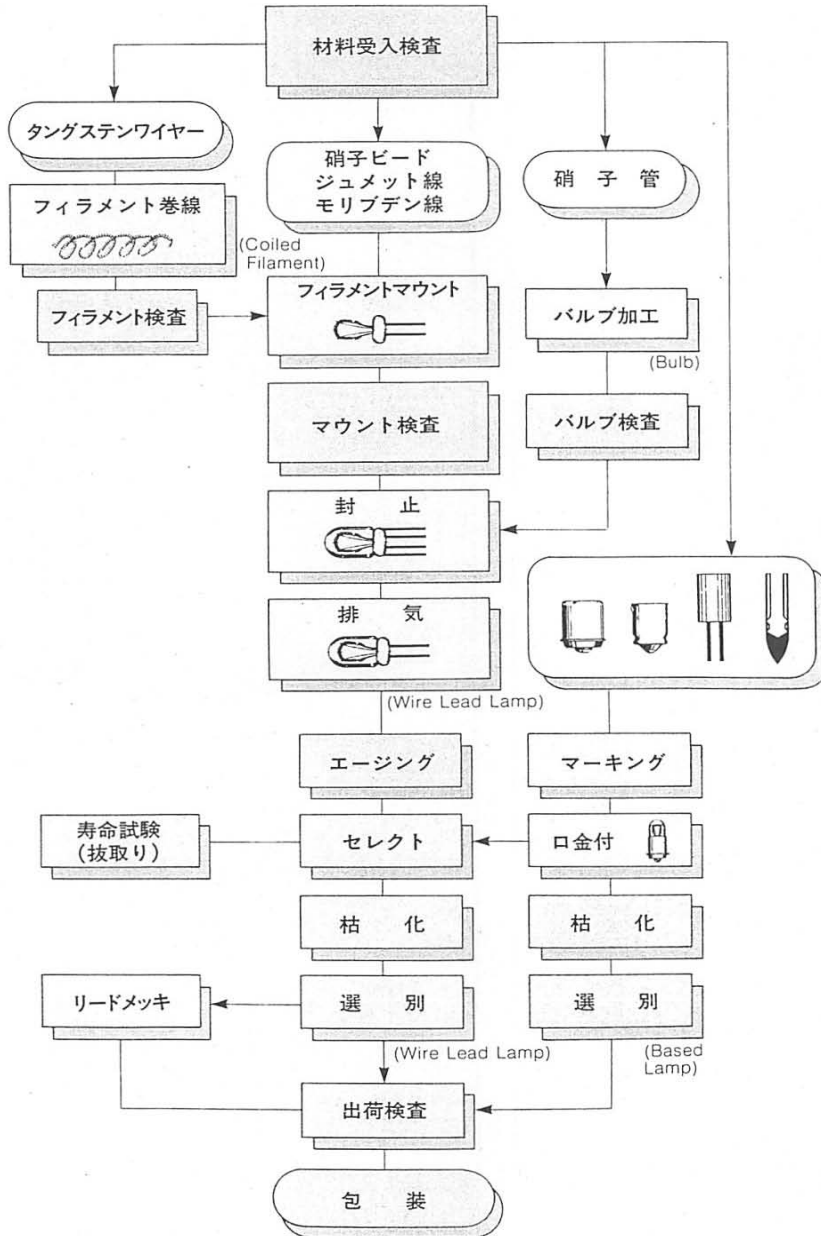 材料受入検査
タングステンワイヤー
硝子ビード
ジュメット線
モリブデン線
硝子管
フィラメント巻線
(Coiled
Filament)
フィラメント検査
フィラメントマウント
バルブ加工
(Bulb)
マウント検査
バルブ検査
封止
排気
(Wire Lead Lamp)
エージング
マーキング
寿命試験
(抜取り)
セレクト
口金付
枯化
枯化
リードメッキ
選別
選別
(Wire Lead Lamp)
(Based
Lamp)
出荷検査
包装